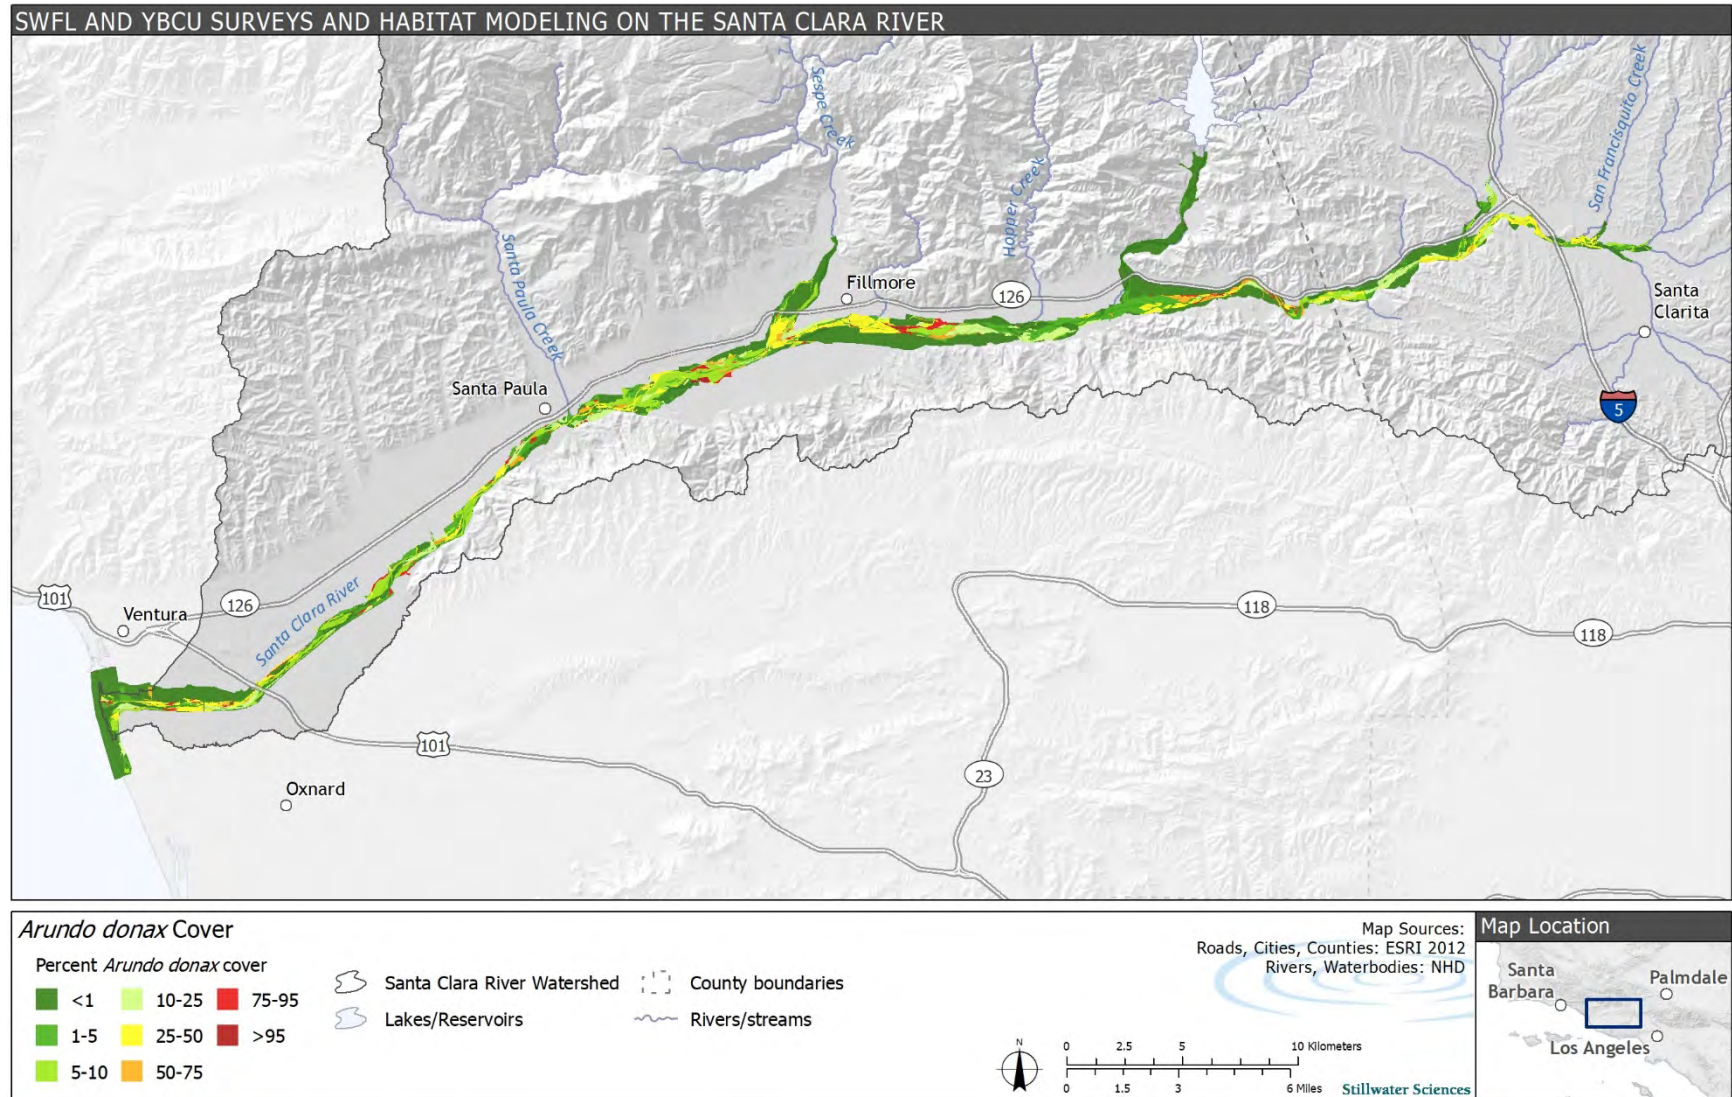 SWFL AND YBCU SURVEYS AND HABITAT MODELING ON THE SANTA CLARA RIVER
Sespe Creek
San Francisquito Creek
Hopper Creek
Santa Paula Creek
Fillmore
126
Santa
Clarita
Santa Paula
5
Santa Clara River
101
Ventura
126
118
118
101
23
Oxnard
Arundo donax Cover
Percent Arundo donax cover
<1
1-5
5-10
10-25
25-50
50-75
75-95
>95
Santa Clara River Watershed
Lakes/Reservoirs
County boundaries
Rivers/streams
Map Sources:
Roads, Cities, Counties: ESRI 2012
Rivers, Waterbodies: NHD
N
0 2.5 5 10 Kilometers
0 1.5 3 6 Miles
Stillwater Sciences
Map Location
Santa
Barbara
Palmdale
Los Angeles